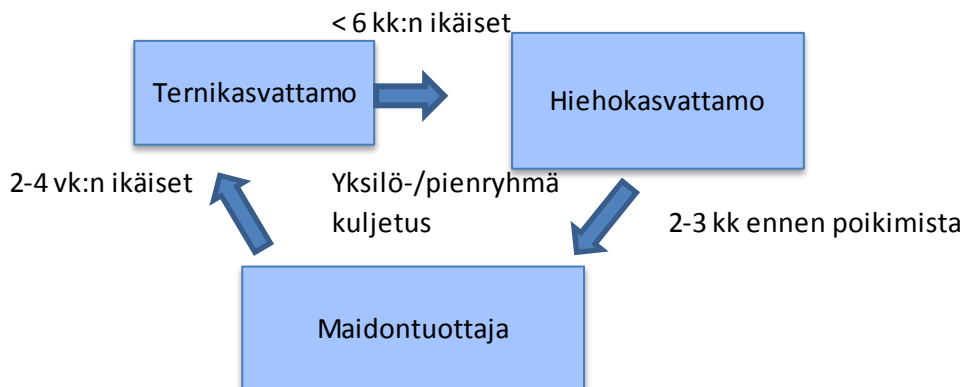 < 6 kk:n ikäiset
Ternikasvattamo
Hiehokasvattamo
2-4 vk:n ikäiset
Yksilö-/pienryhmä
kuljetus
2-3 kk ennen poikimista
Maidontuottaja